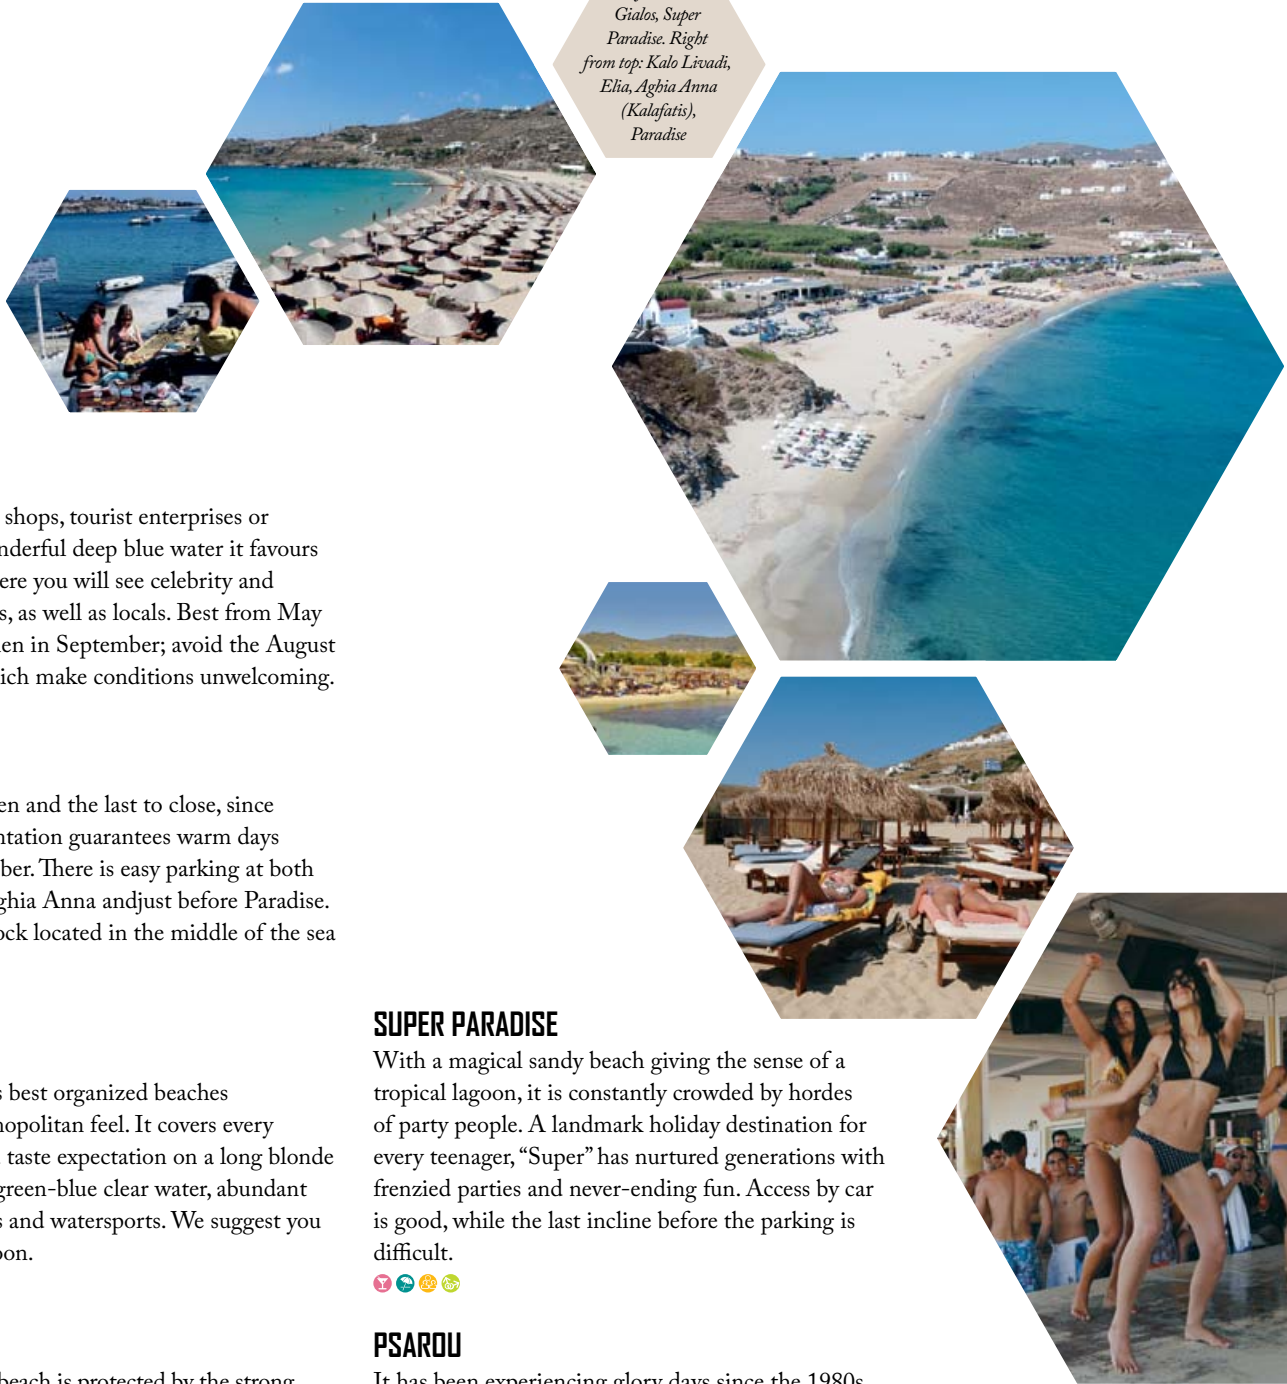 Gialos, Super
Paradise. Right
from top: Kalo Livadi,
Elia, Aghia Anna
(Kalafatis),
Paradise
shops, tourist enterprises or
nderful deep blue water it favours
ere you will see celebrity and
s, as well as locals. Best from May
en in September; avoid the August
ich make conditions unwelcoming.
en and the last to close, since
ntation guarantees warm days
ber. There is easy parking at both
ghia Anna andjust before Paradise.
ock located in the middle of the sea
s best organized beaches
nopolitan feel. It covers every
taste expectation on a long blonde
green-blue clear water, abundant
s and watersports. We suggest you
oon.
beach is protected by the strong
SUPER PARADISE
With a magical sandy beach giving the sense of a
tropical lagoon, it is constantly crowded by hordes
of party people. A landmark holiday destination for
every teenager, “Super” has nurtured generations with
frenzied parties and never-ending fun. Access by car
is good, while the last incline before the parking is
difficult.
PSAROU
It has been experiencing glory days since the 1980s